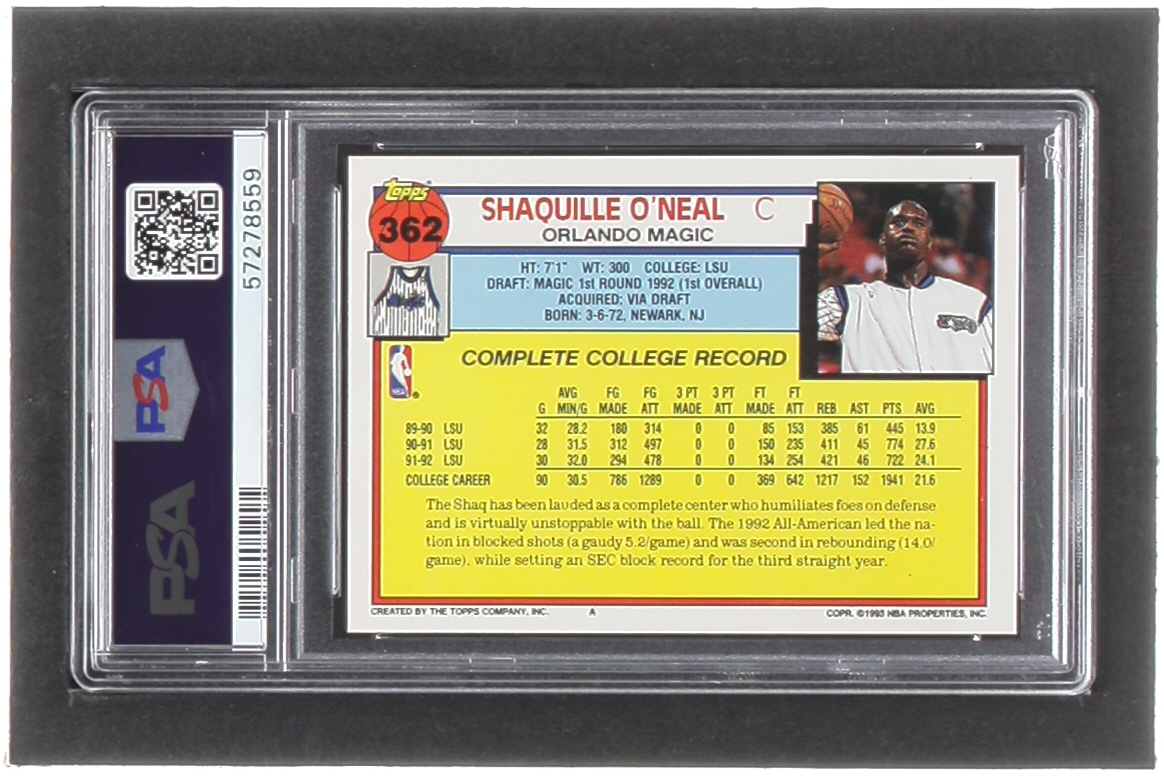 57278559
PSA
PSA
TOPPS
362
SHAQUILLE O'NEAL C
ORLANDO MAGIC
HT: 7'1" WT: 300 COLLEGE: LSU
DRAFT: MAGIC 1st ROUND 1992 (1st OVERALL)
ACQUIRED: VIA DRAFT
BORN: 3-6-72, NEWARK, NJ
NBA ®
COMPLETE COLLEGE RECORD
AVG FG FG 3 PT 3 PT FT FT
G MIN/G MADE ATT MADE ATT MADE ATT REB AST PTS AVG
89-90 LSU 32 28.2 180 314 0 0 85 153 385 61 445 13.9
90-91 LSU 28 31.5 312 497 0 0 150 235 411 45 774 27.6
91-92 LSU 30 32.0 294 478 0 0 134 254 421 46 722 24.1
COLLEGE CAREER 90 30.5 786 1289 369 642 1217 152 1941 21.6
The Shaq has been lauded as a complete center who humiliates foes on defense
and is virtually unstoppable with the ball. The 1992 All-American led the na-
tion in blocked shots (a gaudy 5.2/game) and was second in rebounding (14.0/
game), while setting an SEC block record for the third straight year.
CREATED BY THE TOPPS COMPANY, INC. A COPR. ©1993 NBA PROPERTIES, INC.